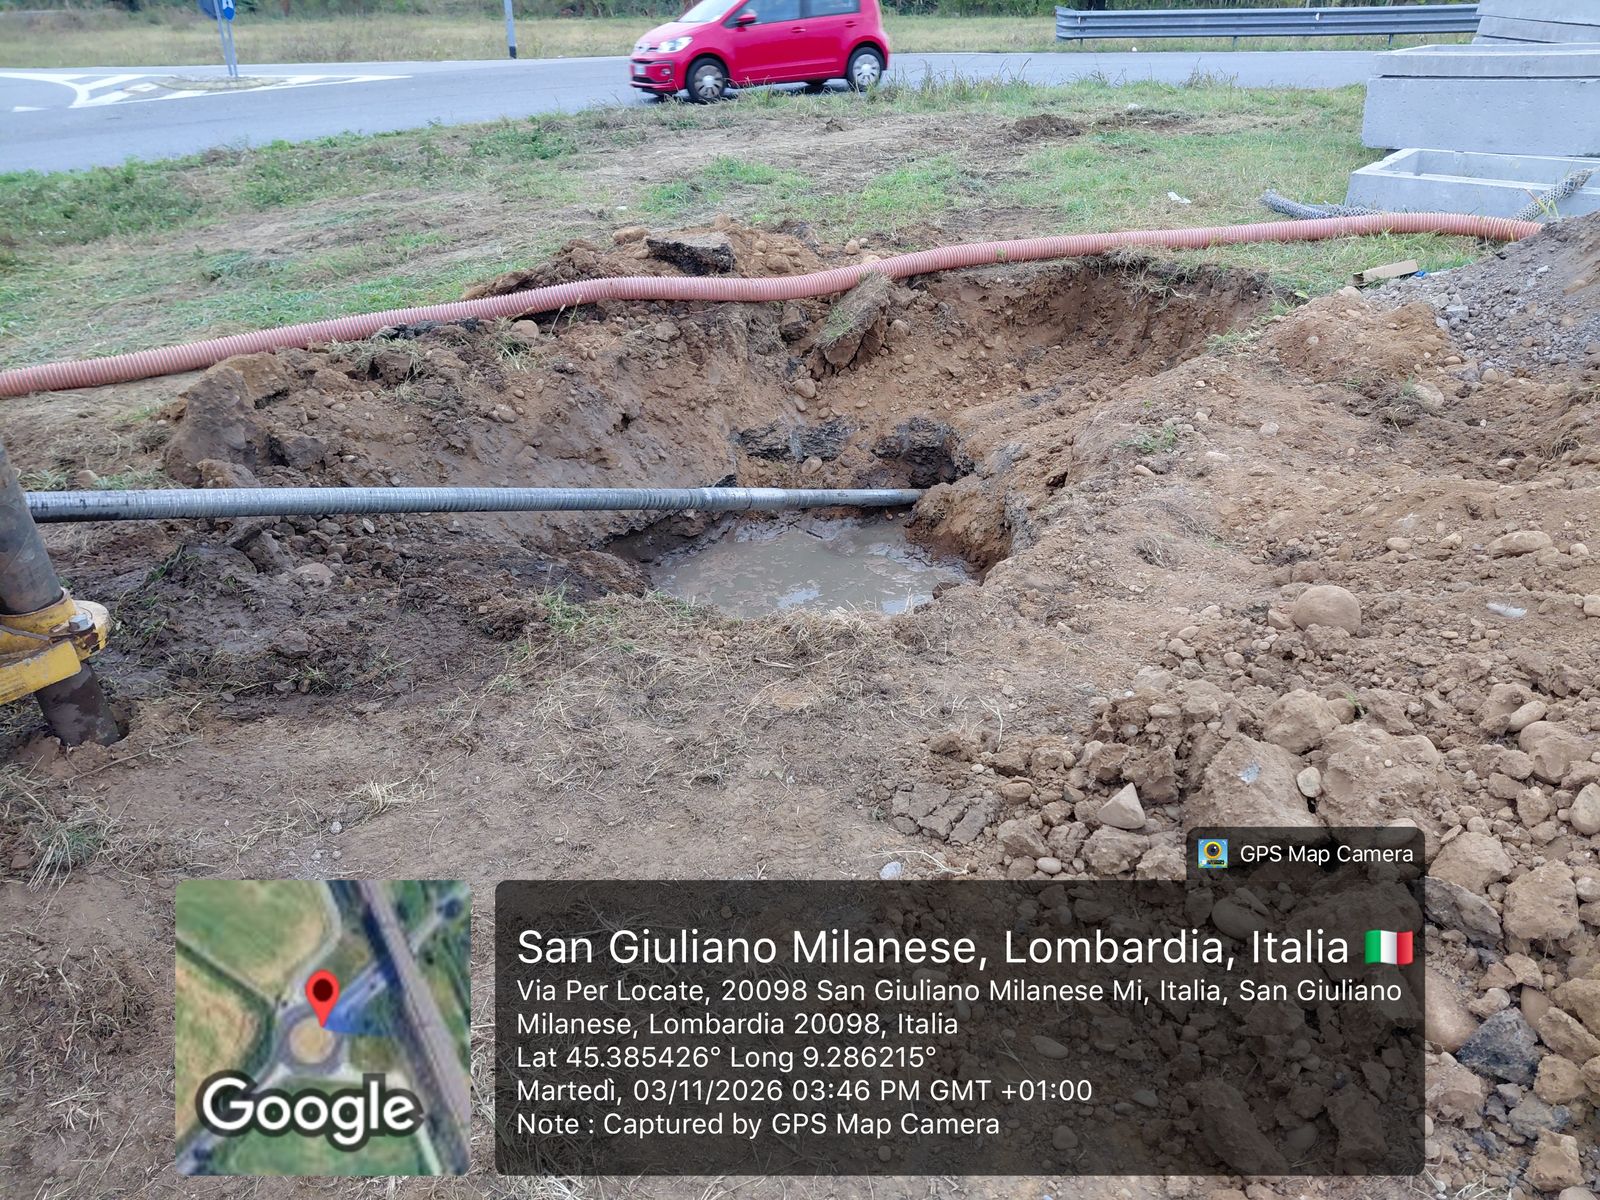 GPS Map Camera
San Giuliano Milanese, Lombardia, Italia 🇮🇹
Via Per Locate, 20098 San Giuliano Milanese Mi, Italia, San Giuliano
Milanese, Lombardia 20098, Italia
Lat 45.385426° Long 9.286215°
Martedì, 03/11/2026 03:46 PM GMT +01:00
Note : Captured by GPS Map Camera
Google